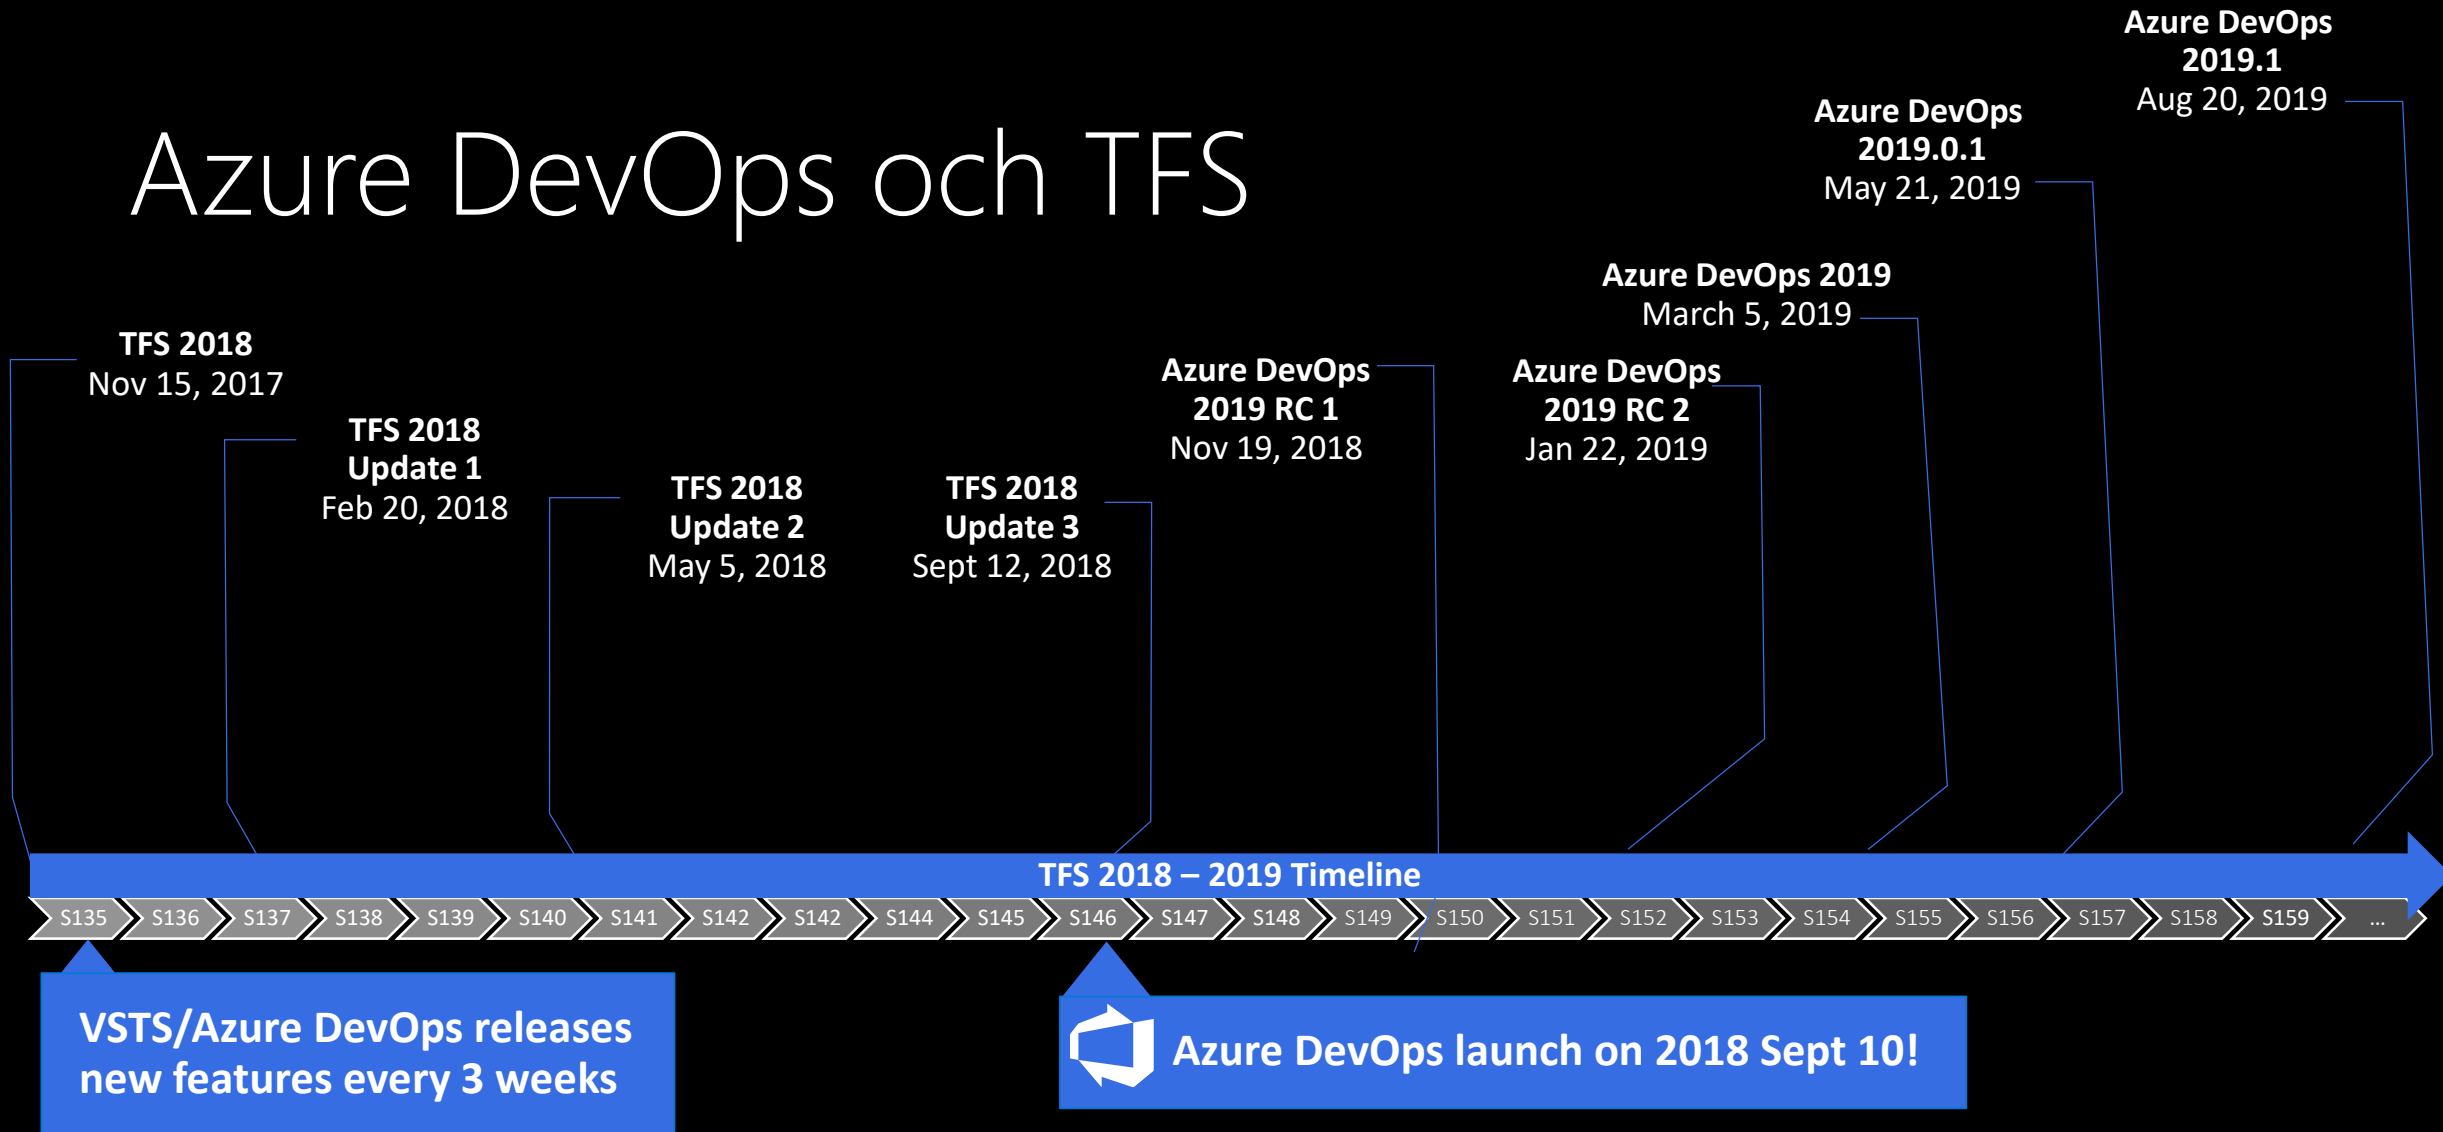 Azure DevOps och TFS
TFS 2018
Nov 15, 2017
TFS 2018
Update 1
Feb 20, 2018
TFS 2018
Update 2
May 5, 2018
TFS 2018
Update 3
Sept 12, 2018
Azure DevOps
2019 RC 1
Nov 19, 2018
Azure DevOps
2019 RC 2
Jan 22, 2019
Azure DevOps 2019
March 5, 2019
Azure DevOps
2019.0.1
May 21, 2019
Azure DevOps
2019.1
Aug 20, 2019
TFS 2018 – 2019 Timeline
S135 S136 S137 S138 S139 S140 S141 S142 S142 S144 S145 S146 S147 S148 S149 S150 S151 S152 S153 S154 S155 S156 S157 S158 S159 ...
VSTS/Azure DevOps releases
new features every 3 weeks
Azure DevOps launch on 2018 Sept 10!